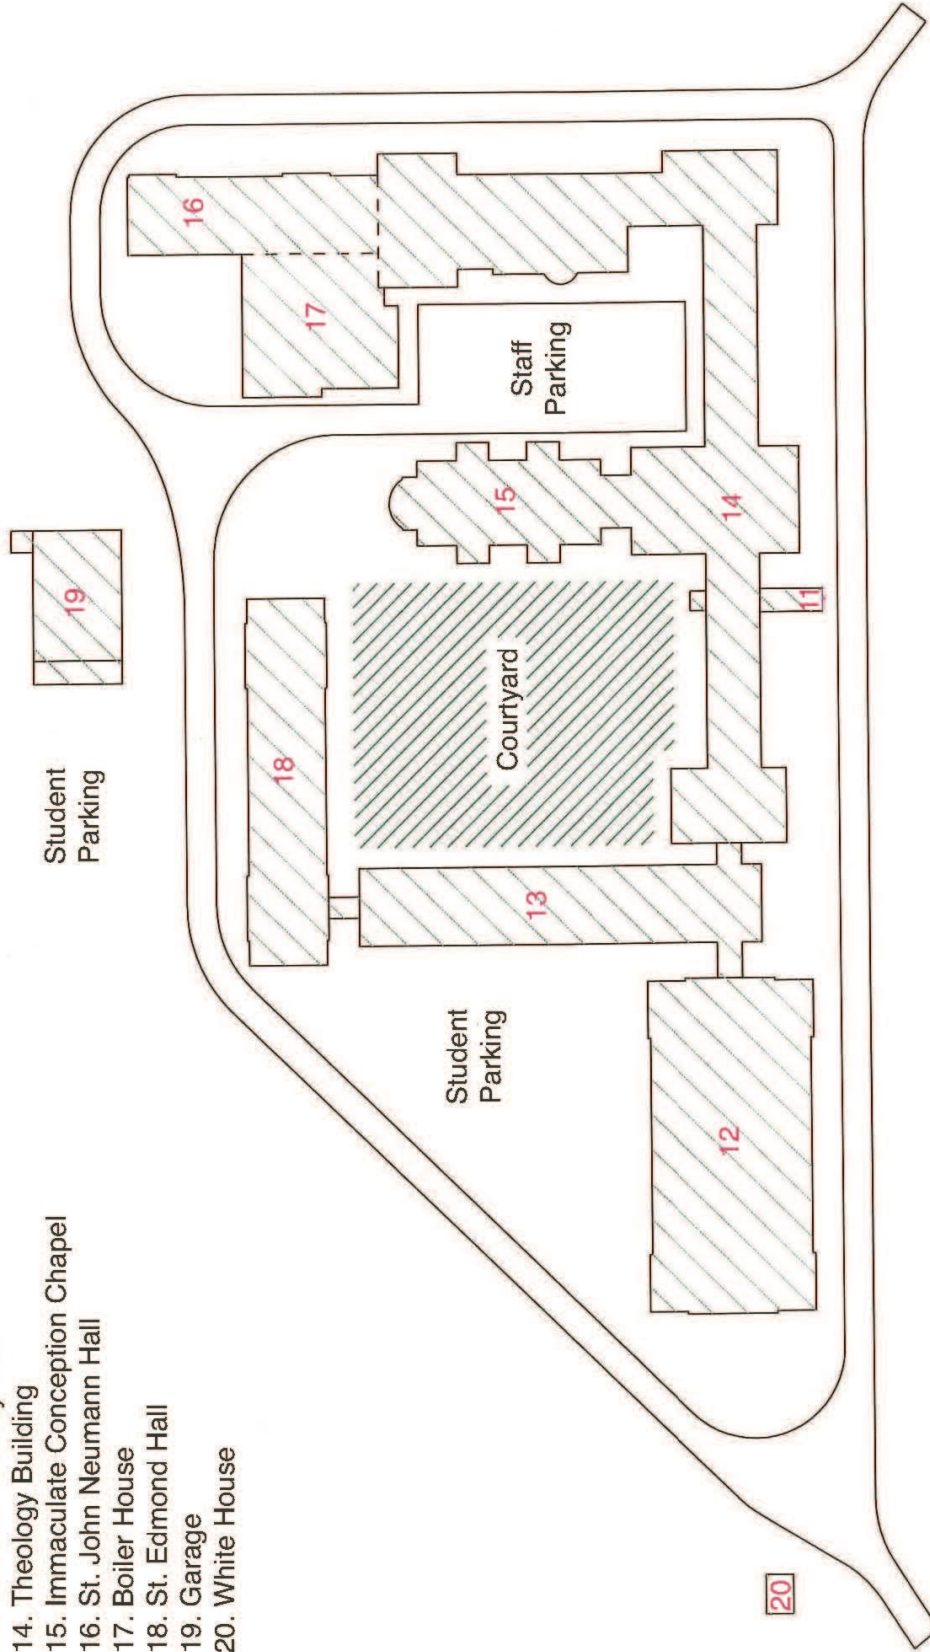 14. Theology Building
15. Immaculate Conception Chapel
16. St. John Neumann Hall
17. Boiler House
18. St. Edmond Hall
19. Garage
20. White House
Student
Parking
19
18
Courtyard
13
Student
Parking
12
20
16
17
Staff
Parking
15
14
11